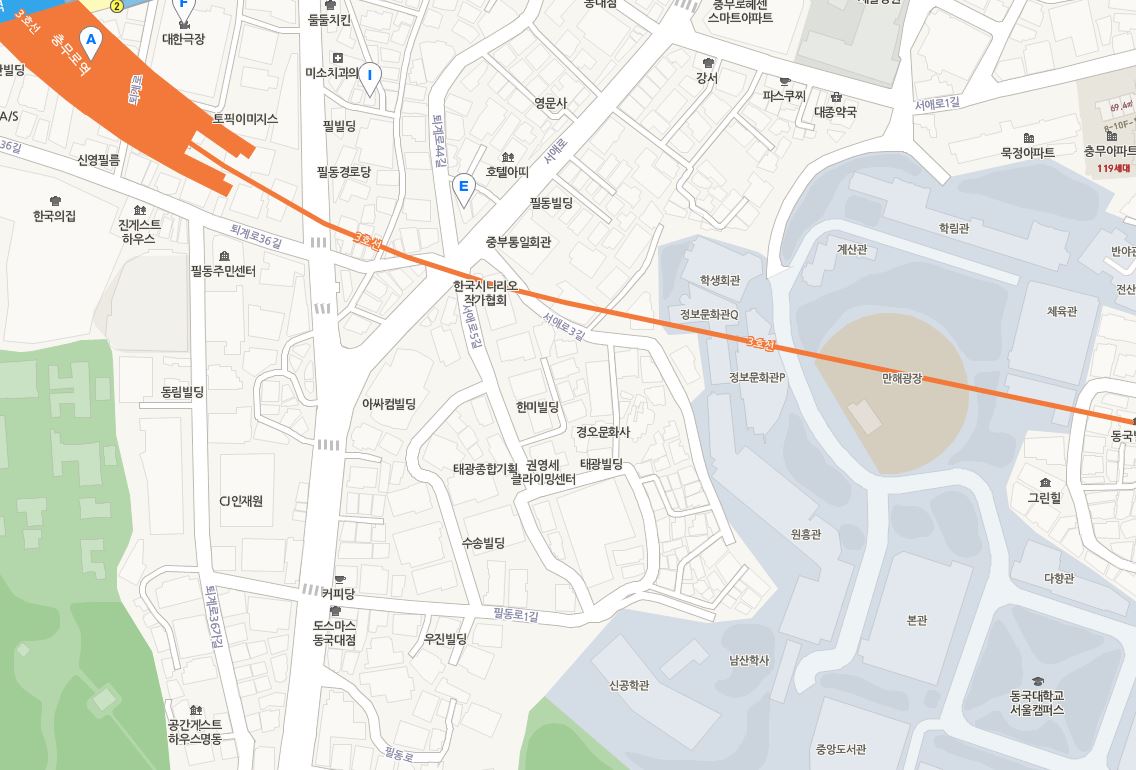 2
3호선
A
F
충무로역
퇴계로
대한극장
둘둘치킨
미소치과의
I
토픽이미지스
필빌딩
신영필름
필동경로당
A/S
36길
한국의집
진게스트
하우스
필동주민센터
퇴계로36길
3호선
퇴계로44길
E
영문사
호텔아띠
서애로
필동빌딩
중부통일회관
충무로헤센
스마트아파트
강서
파스쿠찌
대종약국
서애로1길
묵정아파트
충무아파트
69.4㎡
8-10F
119세대
학림관
계산관
반야관
학생회관
정보문화관Q
정보문화관P
체육관
만해광장
3호선
한국시나리오
작가협회
서애로5길
서애로3길
동림빌딩
아싸컴빌딩
한미빌딩
경오문화사
태광종합기획
권영세
클라이밍센터
태광빌딩
CJ인재원
수송빌딩
그린힐
원흥관
다향관
본관
커피당
도스마스
동국대점
필동로1길
우진빌딩
퇴계로36가길
남산학사
신공학관
동국대학교
서울캠퍼스
공간게스트
하우스명동
필동로
중앙도서관